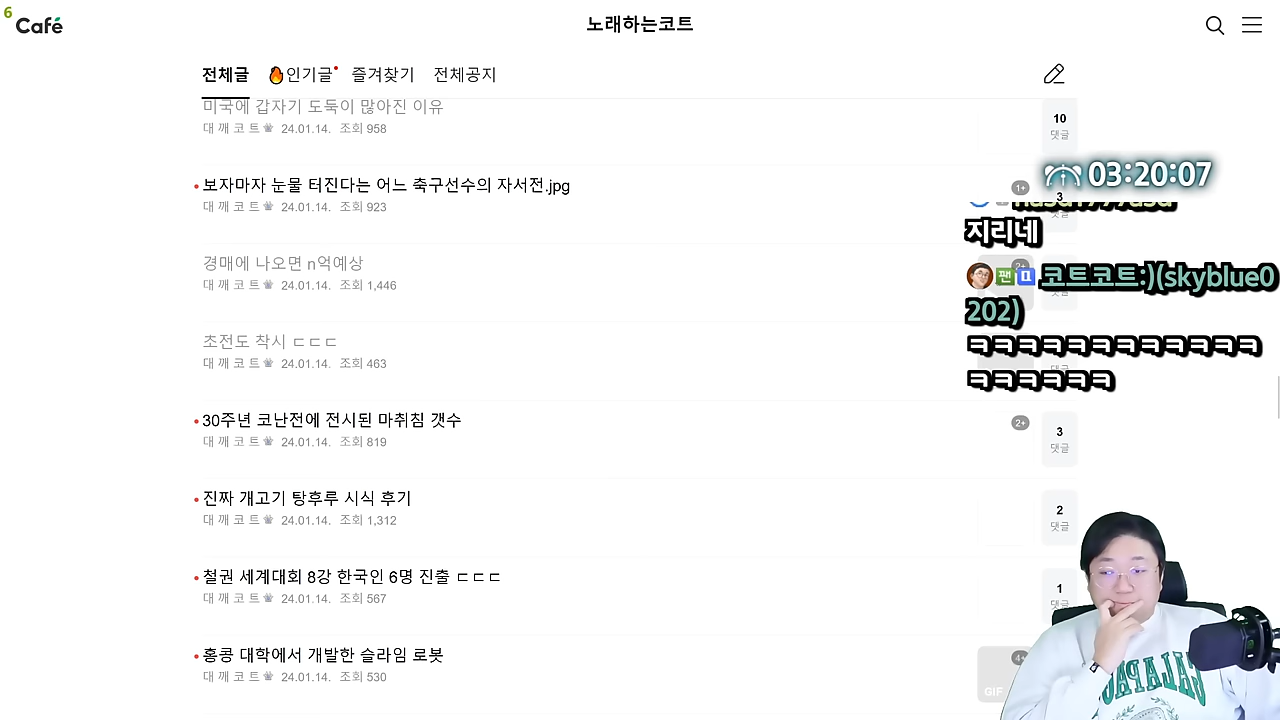 6
Café
노래하는코트
전체글 🔥인기글 즐겨찾기 전체공지
미국에 갑자기 도둑이 많아진 이유
대 깨 코 트 24.01.14. 조회 958
10
댓글
보자마자 눈물 터진다는 어느 축구선수의 자서전.jpg
대 깨 코 트 24.01.14. 조회 923
1+
3
03:20:07
지리네
경매에 나오면 n억예상
대 깨 코 트 24.01.14. 조회 1,446
2+
댓글
팬 코트코트:)(skyblue0
202)
ㅋㅋㅋㅋㅋㅋㅋㅋㅋㅋㅋㅋ
ㅋㅋㅋㅋㅋㅋ
초전도 착시 ㄷㄷㄷ
대 깨 코 트 24.01.14. 조회 463
30주년 코난전에 전시된 마취침 갯수
대 깨 코 트 24.01.14. 조회 819
2+
3
댓글
진짜 개고기 탕후루 시식 후기
대 깨 코 트 24.01.14. 조회 1,312
2
댓글
철권 세계대회 8강 한국인 6명 진출 ㄷㄷㄷ
대 깨 코 트 24.01.14. 조회 567
1
댓글
홍콩 대학에서 개발한 슬라임 로봇
대 깨 코 트 24.01.14. 조회 530
4+
GIF